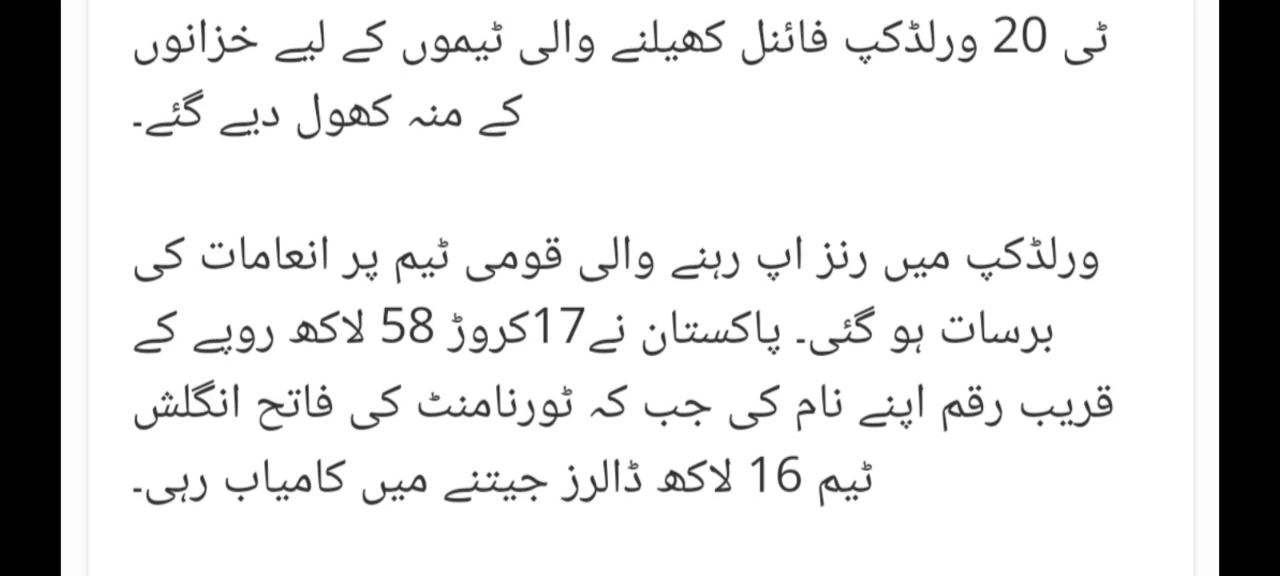 ٹی 20 ورلڈکپ فائنل کھیلنے والی ٹیموں کے لیے خزانوں
کے منہ کھول دیے گئے۔
ورلڈکپ میں رنز اپ رہنے والی قومی ٹیم پر انعامات کی
برسات ہو گئی۔ پاکستان نے17کروڑ 58 لاکھ روپے کے
قریب رقم اپنے نام کی جب کہ ٹورنامنٹ کی فاتح انگلش
ٹیم 16 لاکھ ڈالرز جیتنے میں کامیاب رہی۔